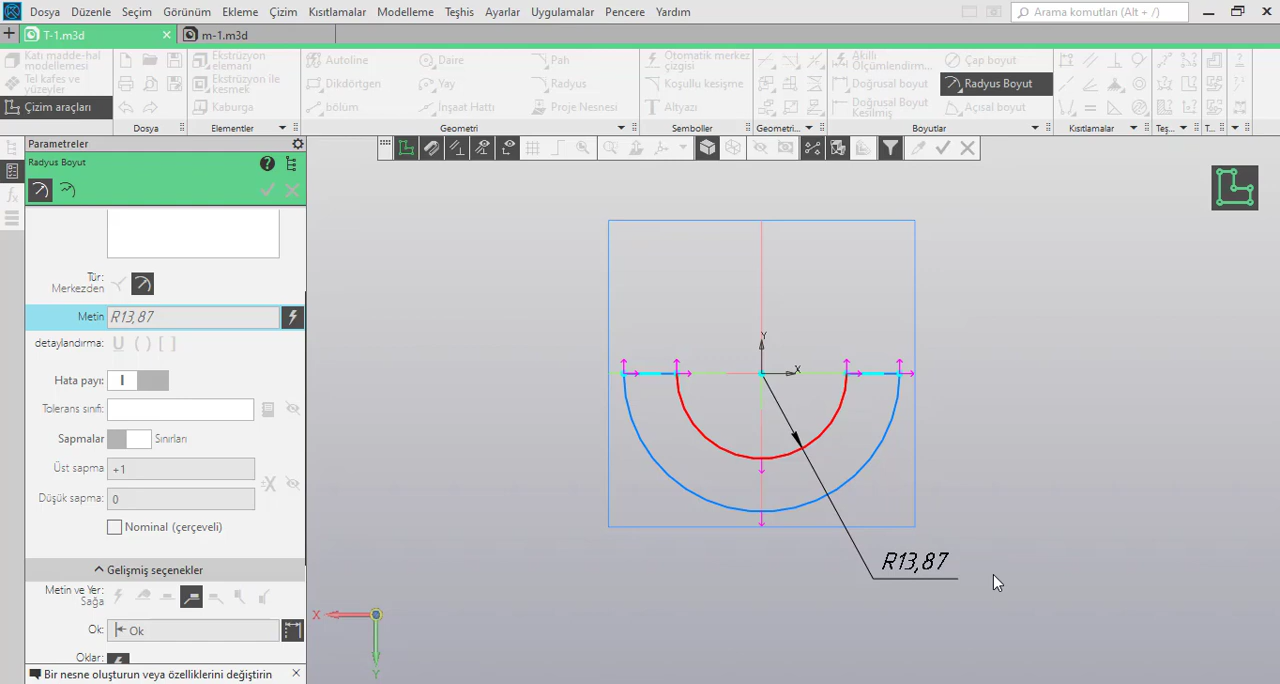 Dosya Düzenle Seçim Görünüm Ekleme Çizim Kısıtlamalar Modelleme Teşhis Ayarlar Uygulamalar Pencere Yardım
Arama komutları (Alt + /)
T-1.m3d
m-1.m3d
Katı madde-hal modellemesi
Tel kafes ve yüzeyler
Çizim araçları
Dosya
Ekstrüzyon elemanı
Ekstrüzyon ile kesmek
Kaburga
Elementler
Autoline
Dikdörtgen
bölüm
Daire
Yay
İnşaat Hattı
Pah
Radyus
Proje Nesnesi
Geometri
Otomatik merkez çizgisi
Koşullu kesişme
Altyazı
Semboller
Geometri...
Akıllı Ölçümlendirm...
Doğrusal boyut
Doğrusal Boyut Kesilmiş
Çap boyut
Radyus Boyut
Açısal boyut
Boyutlar
Kısıtlamalar
Teş...
T...
Parametreler
Radyus Boyut
Tür:
Merkezden
Metin R13,87
detaylandırma: U ( ) [ ]
Hata payı:
Tolerans sınıfı:
Sapmalar Sınırları
Üst sapma +1
Düşük sapma: 0
Nominal (çerçeveli)
Gelişmiş seçenekler
Metin ve Yer:
Sağa
Ok: Ok
Oklar:
Bir nesne oluşturun veya özelliklerini değiştirin
Y
X
R13,87
X
Y